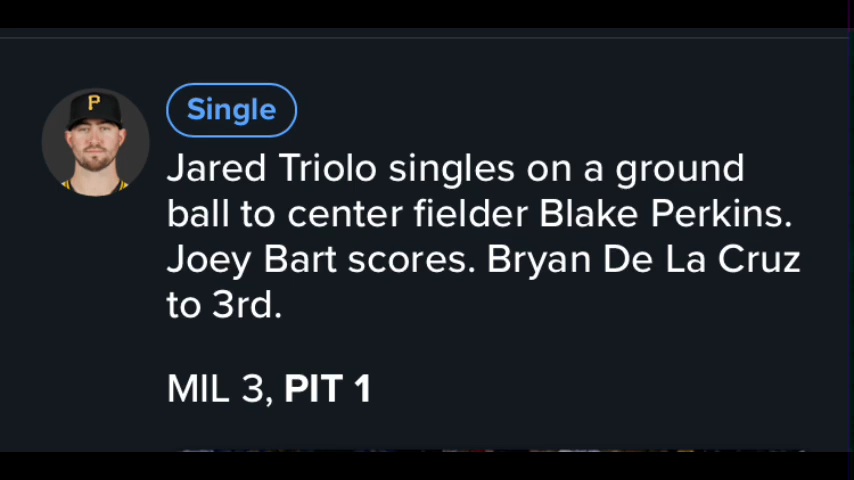 P
Single
Jared Triolo singles on a ground
ball to center fielder Blake Perkins.
Joey Bart scores. Bryan De La Cruz
to 3rd.
MIL 3, PIT 1